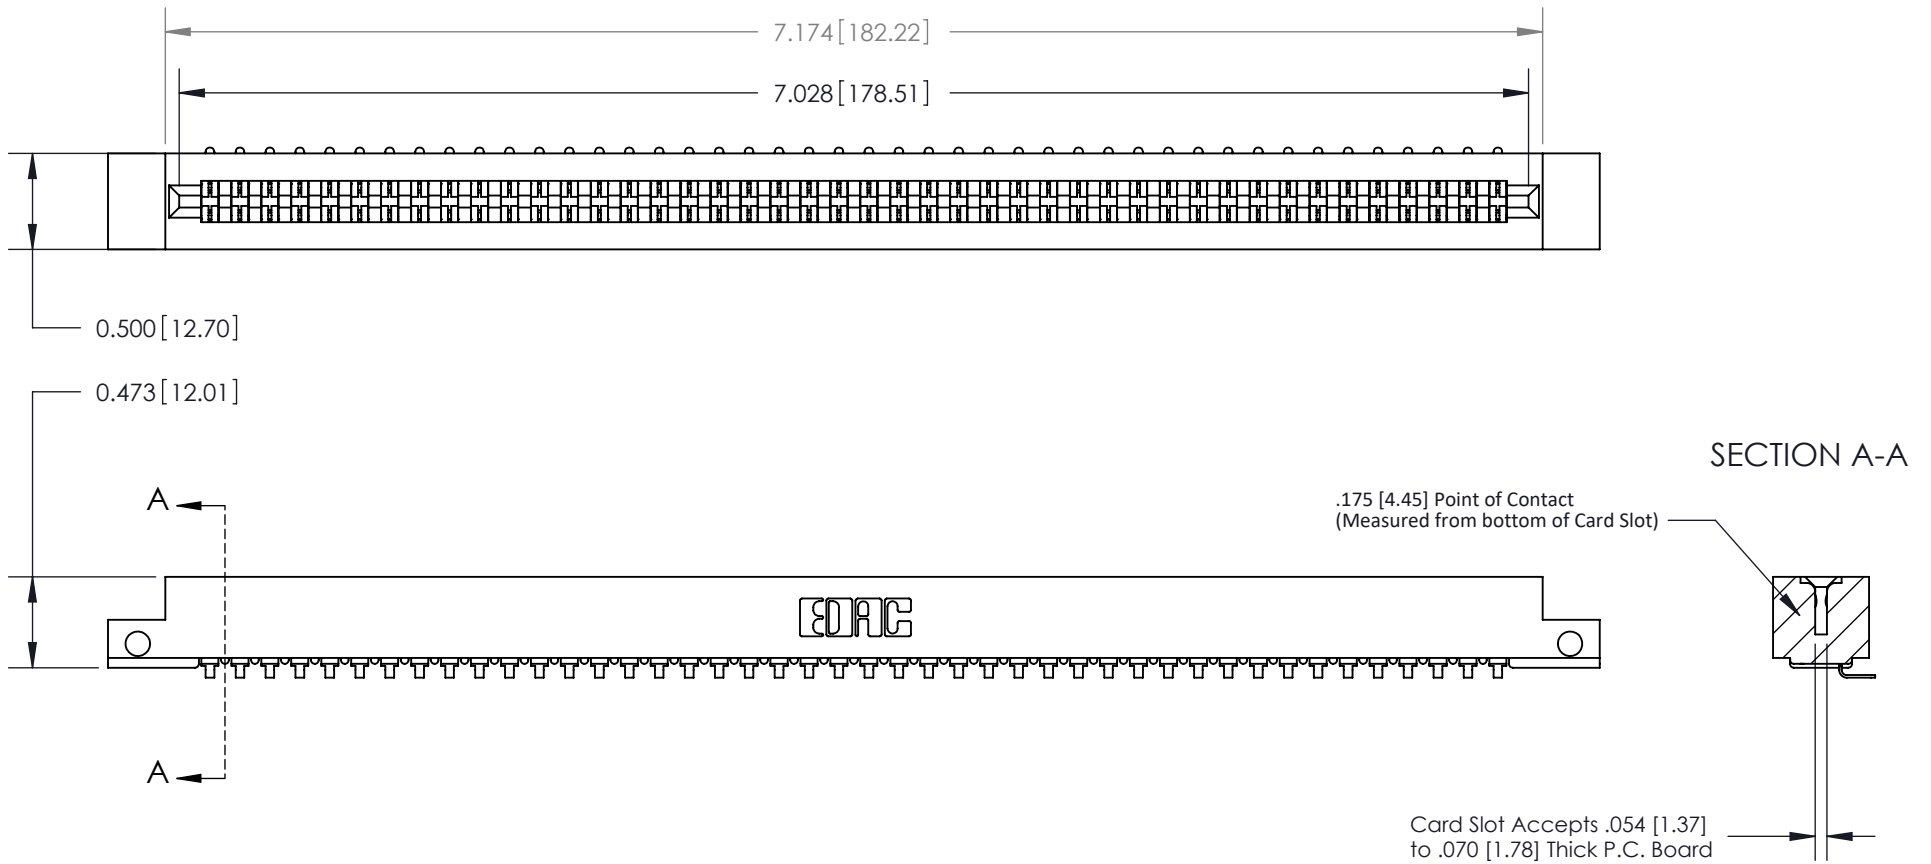 7.174[182.22]
7.028[178.51]
0.500[12.70]
0.473[12.01]
SECTION A-A
A
.175 [4.45] Point of Contact
(Measured from bottom of Card Slot)
EDAC
A
Card Slot Accepts .054 [1.37]
to .070 [1.78] Thick P.C. Board